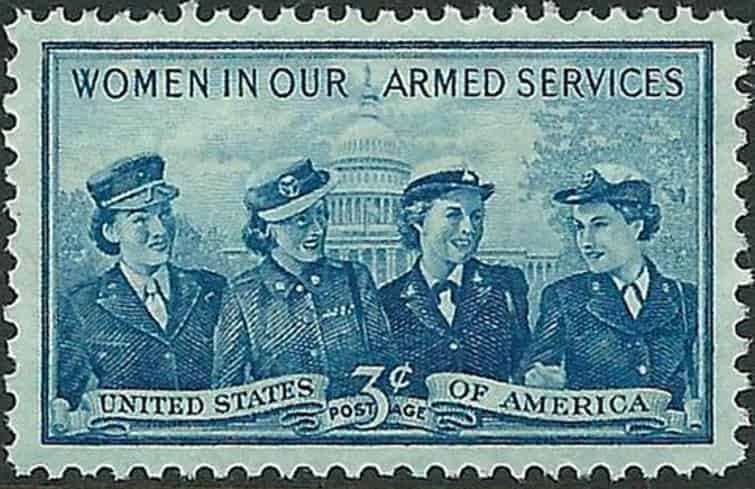 WOMEN IN OUR ARMED SERVICES
UNITED STATES 3¢ OF AMERICA
POSTAGE